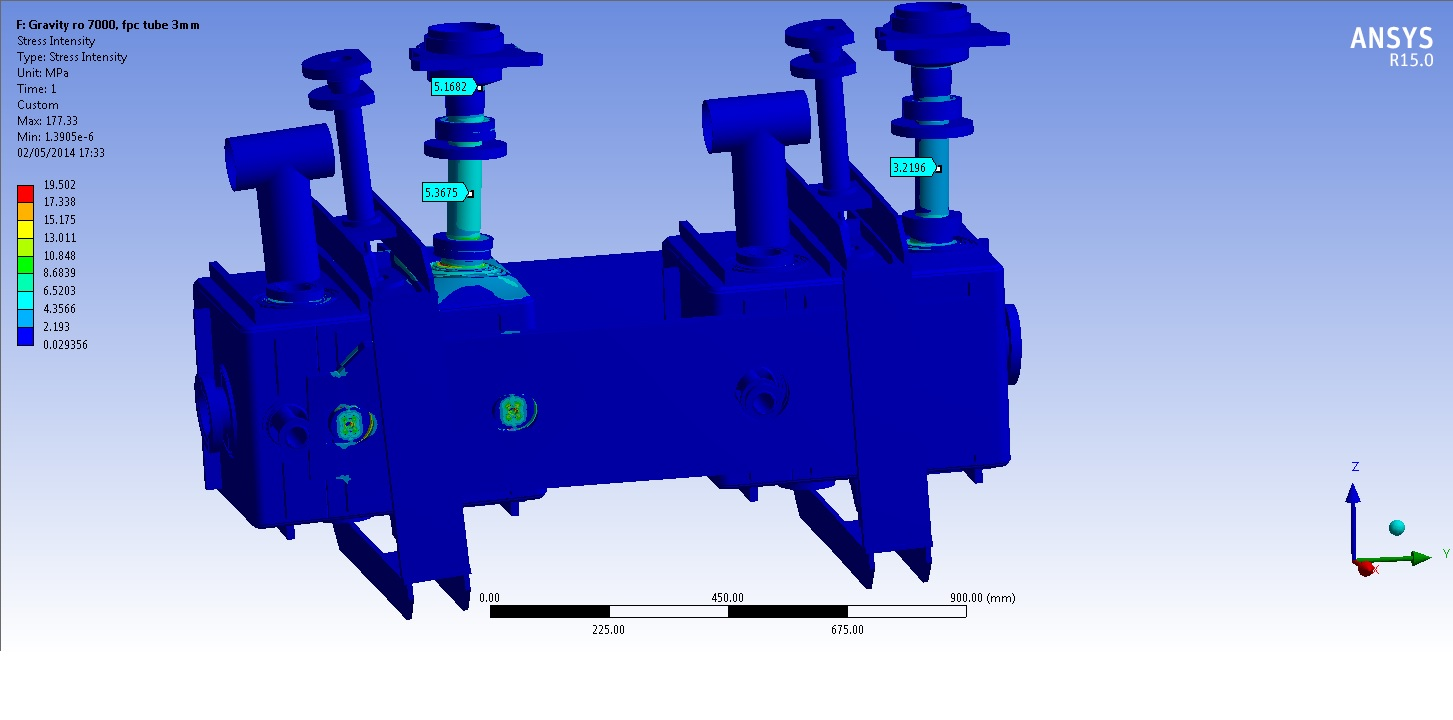 F: Gravity ro 7000, fpc tube 3mm
Stress Intensity
Type: Stress Intensity
Unit: MPa
Time: 1
Custom
Max: 177.33
Min: 1.3905e-6
02/05/2014 17:33
19.502
17.338
15.175
13.011
10.848
8.6839
6.5203
4.3566
2.193
0.029356
ANSYS
R15.0
5.1682
5.3675
3.2196
0.00 450.00 900.00 (mm)
225.00 675.00
Z
Y
X